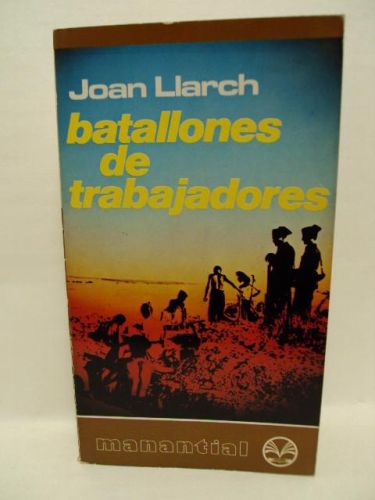 Joan Llarch
batallones
de
trabajadores
manantial